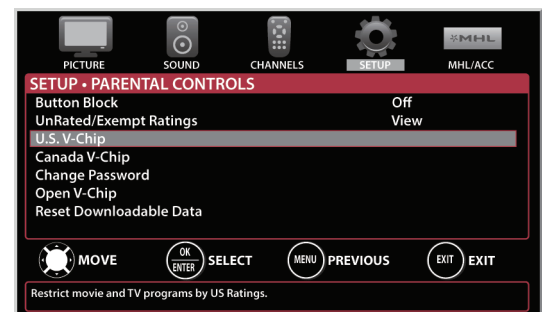 MHL
PICTURE SOUND CHANNELS SETUP MHL/ACC
SETUP • PARENTAL CONTROLS
Button Block Off
UnRated/Exempt Ratings View
U.S. V-Chip
Canada V-Chip
Change Password
Open V-Chip
Reset Downloadable Data
MOVE OK ENTER SELECT MENU PREVIOUS EXIT EXIT
Restrict movie and TV programs by US Ratings.